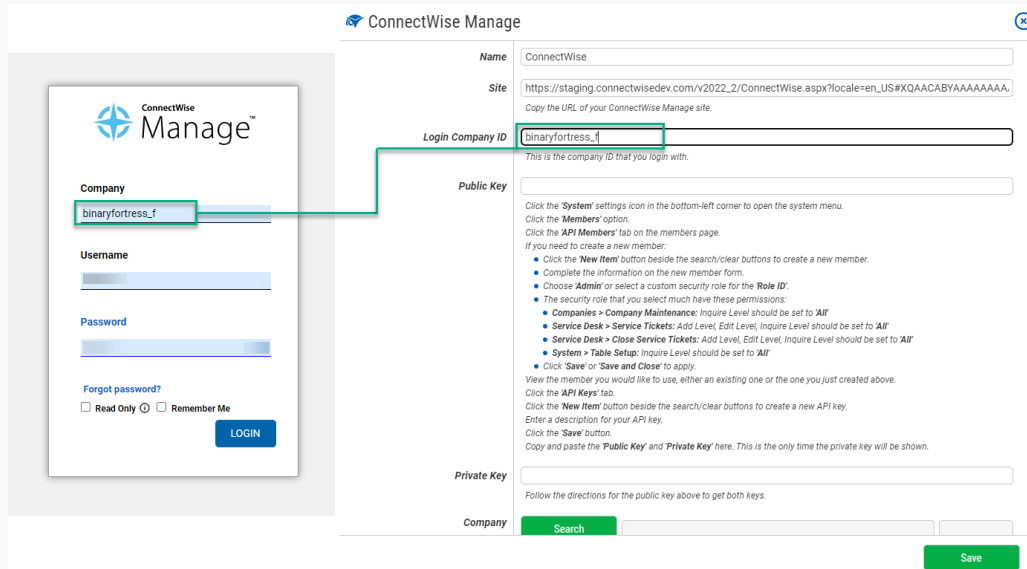 ConnectWise
Manage™
Company
binaryfortress_f
Username
Password
Forgot password?
Read Only
Remember Me
LOGIN
ConnectWise Manage
Name
ConnectWise
Site
https://staging.connectwisedev.com/v2022_2/ConnectWise.aspx?locale=en_US#XQAACABYAAAAAAAA
Copy the URL of your ConnectWise Manage site.
Login Company ID
binaryfortress_f
This is the company ID that you login with.
Public Key
Click the 'System' settings icon in the bottom-left corner to open the system menu.
Click the 'Members' option.
Click the 'API Members' tab on the members page.
If you need to create a new member:
Click the 'New Item' button beside the search/clear buttons to create a new member.
Complete the information on the new member form.
Choose 'Admin' or select a custom security role for the 'Role ID'.
The security role that you select much have these permissions:
Companies > Company Maintenance: Inquire Level should be set to 'All'
Service Desk > Service Tickets: Add Level, Edit Level, Inquire Level should be set to 'All'
Service Desk > Close Service Tickets: Add Level, Edit Level, Inquire Level should be set to 'All'
System > Table Setup: Inquire Level should be set to 'All'
Click 'Save' or 'Save and Close' to apply.
View the member you would like to use, either an existing one or the one you just created above.
Click the 'API Keys' tab.
Click the 'New Item' button beside the search/clear buttons to create a new API key.
Enter a description for your API key.
Click the 'Save' button.
Copy and paste the 'Public Key' and 'Private Key' here. This is the only time the private key will be shown.
Private Key
Follow the directions for the public key above to get both keys.
Company
Search
Save